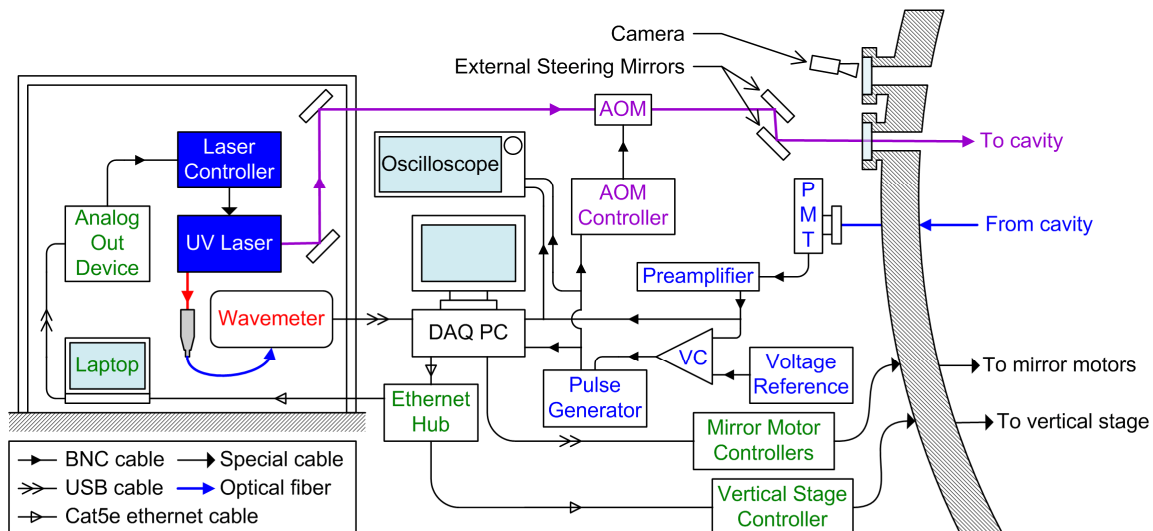 Camera
External Steering Mirrors
AOM
To cavity
Laser
Controller
Oscilloscope
AOM
Controller
P
M
T
Analog
Out
Device
UV Laser
From cavity
Preamplifier
Wavemeter
DAQ PC
VC
Voltage
Reference
Laptop
Ethernet
Hub
Pulse
Generator
To mirror motors
Mirror Motor
Controllers
To vertical stage
Vertical Stage
Controller
BNC cable
Special cable
USB cable
Optical fiber
Cat5e ethernet cable